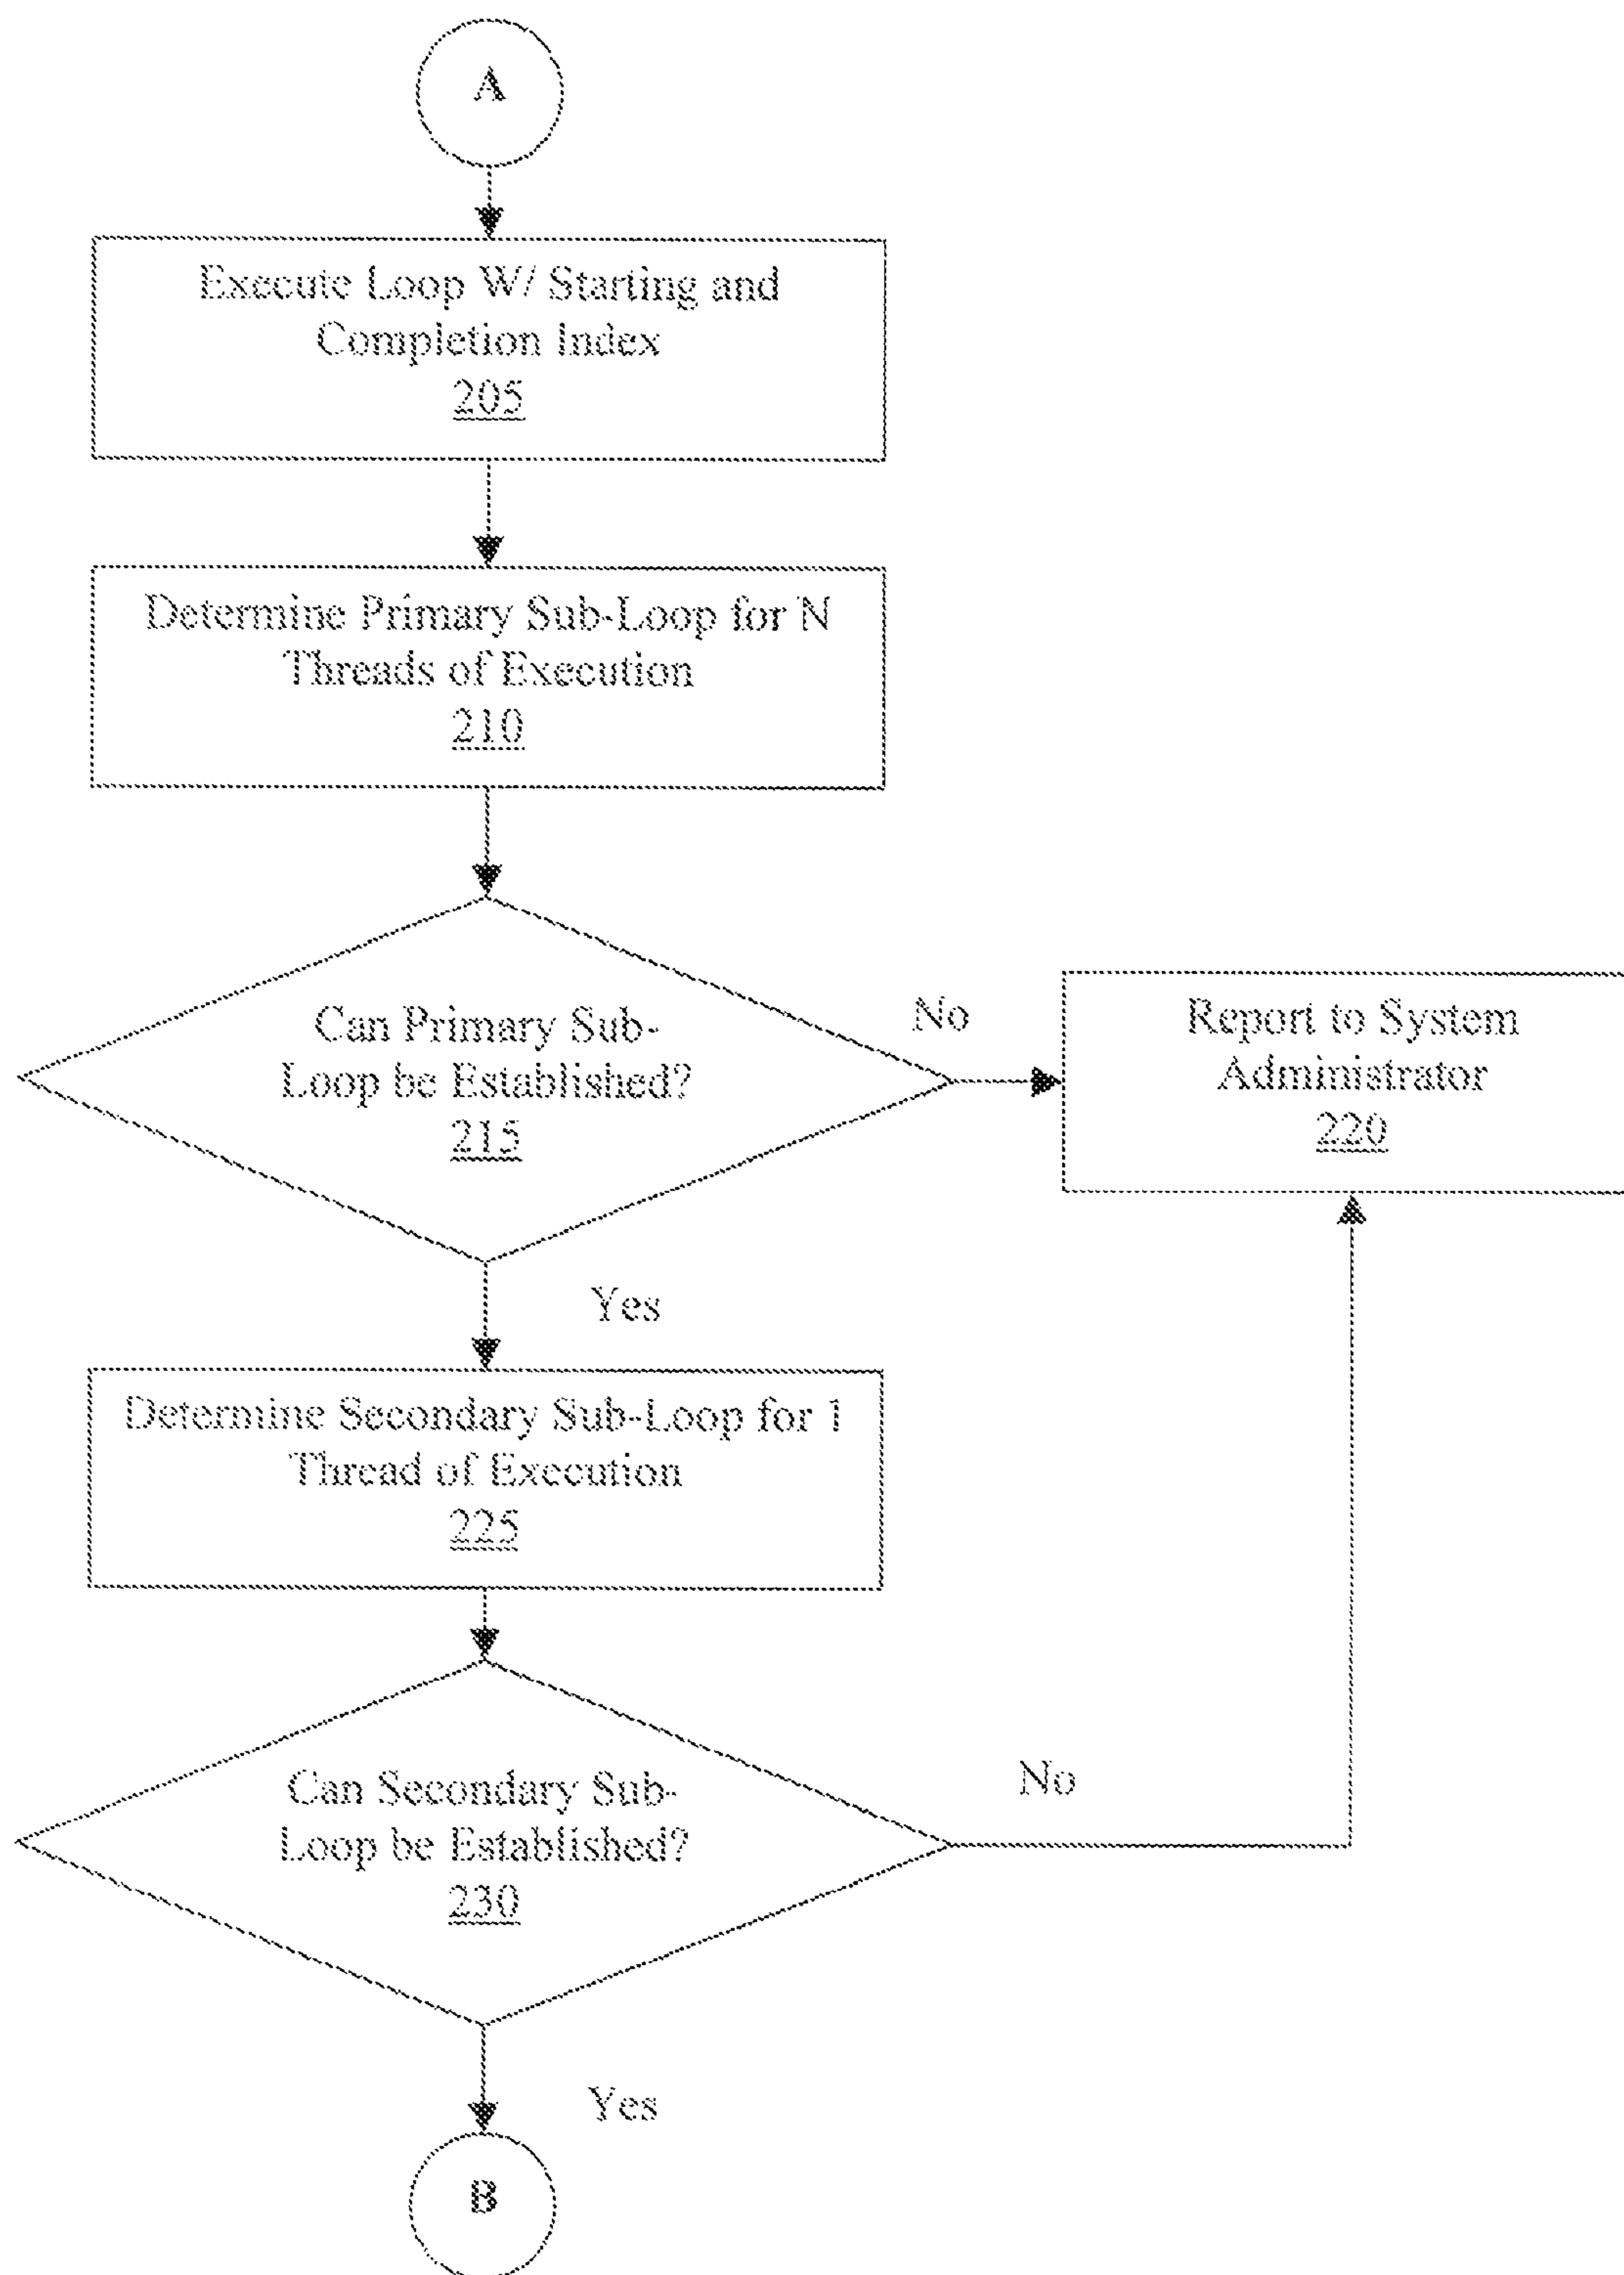 A
Execute Loop W/ Starting and
Completion Index
205
Determine Primary Sub-Loop for N
Threads of Execution
210
Can Primary Sub-
Loop be Established?
215
No
Report to System
Administrator
220
Yes
Determine Secondary Sub-Loop for 1
Thread of Execution
225
Can Secondary Sub-
Loop be Established?
230
No
Yes
B